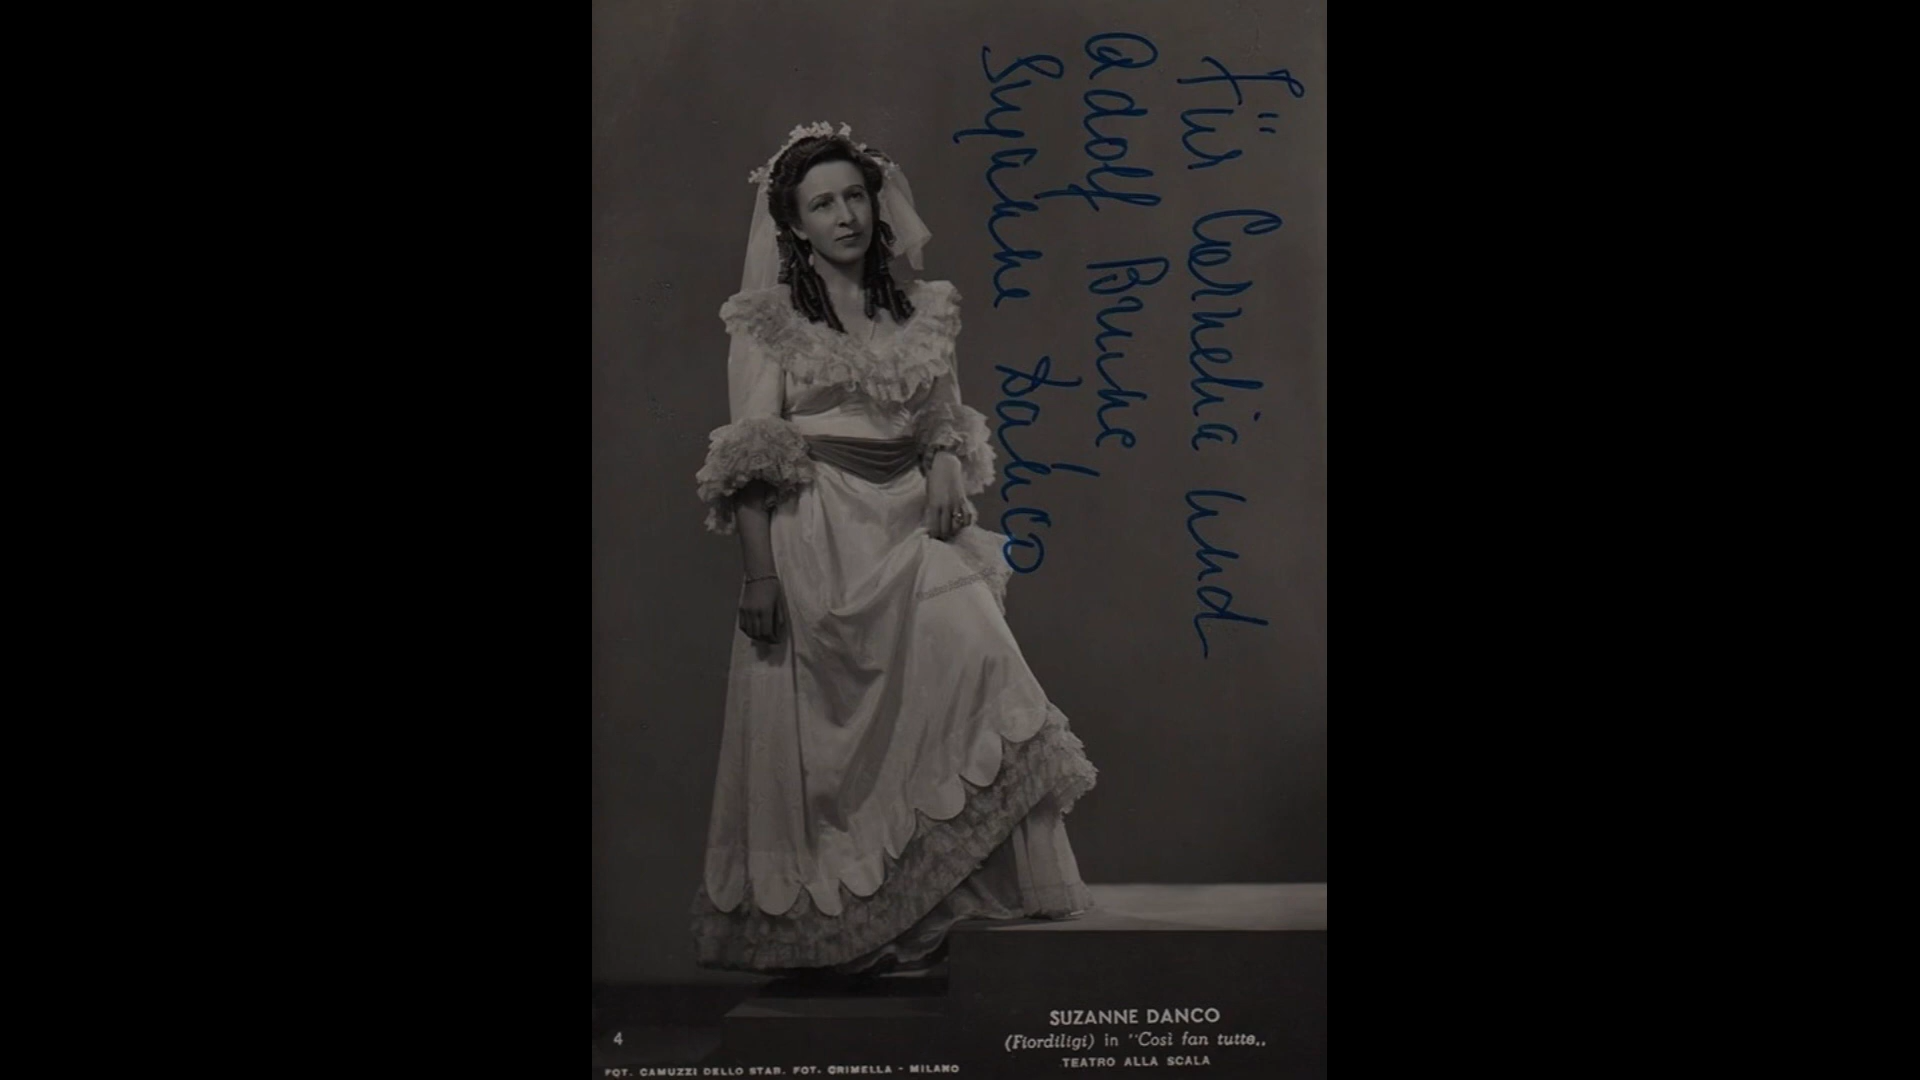 Für Cornelia und
Adolf Brune
Suzanne Danco
4
SUZANNE DANCO
(Fiordiligi) in "Così fan tutte„
TEATRO ALLA SCALA
FOT. CAMUZZI DELLO STAB. FOT. CRIMELLA - MILANO